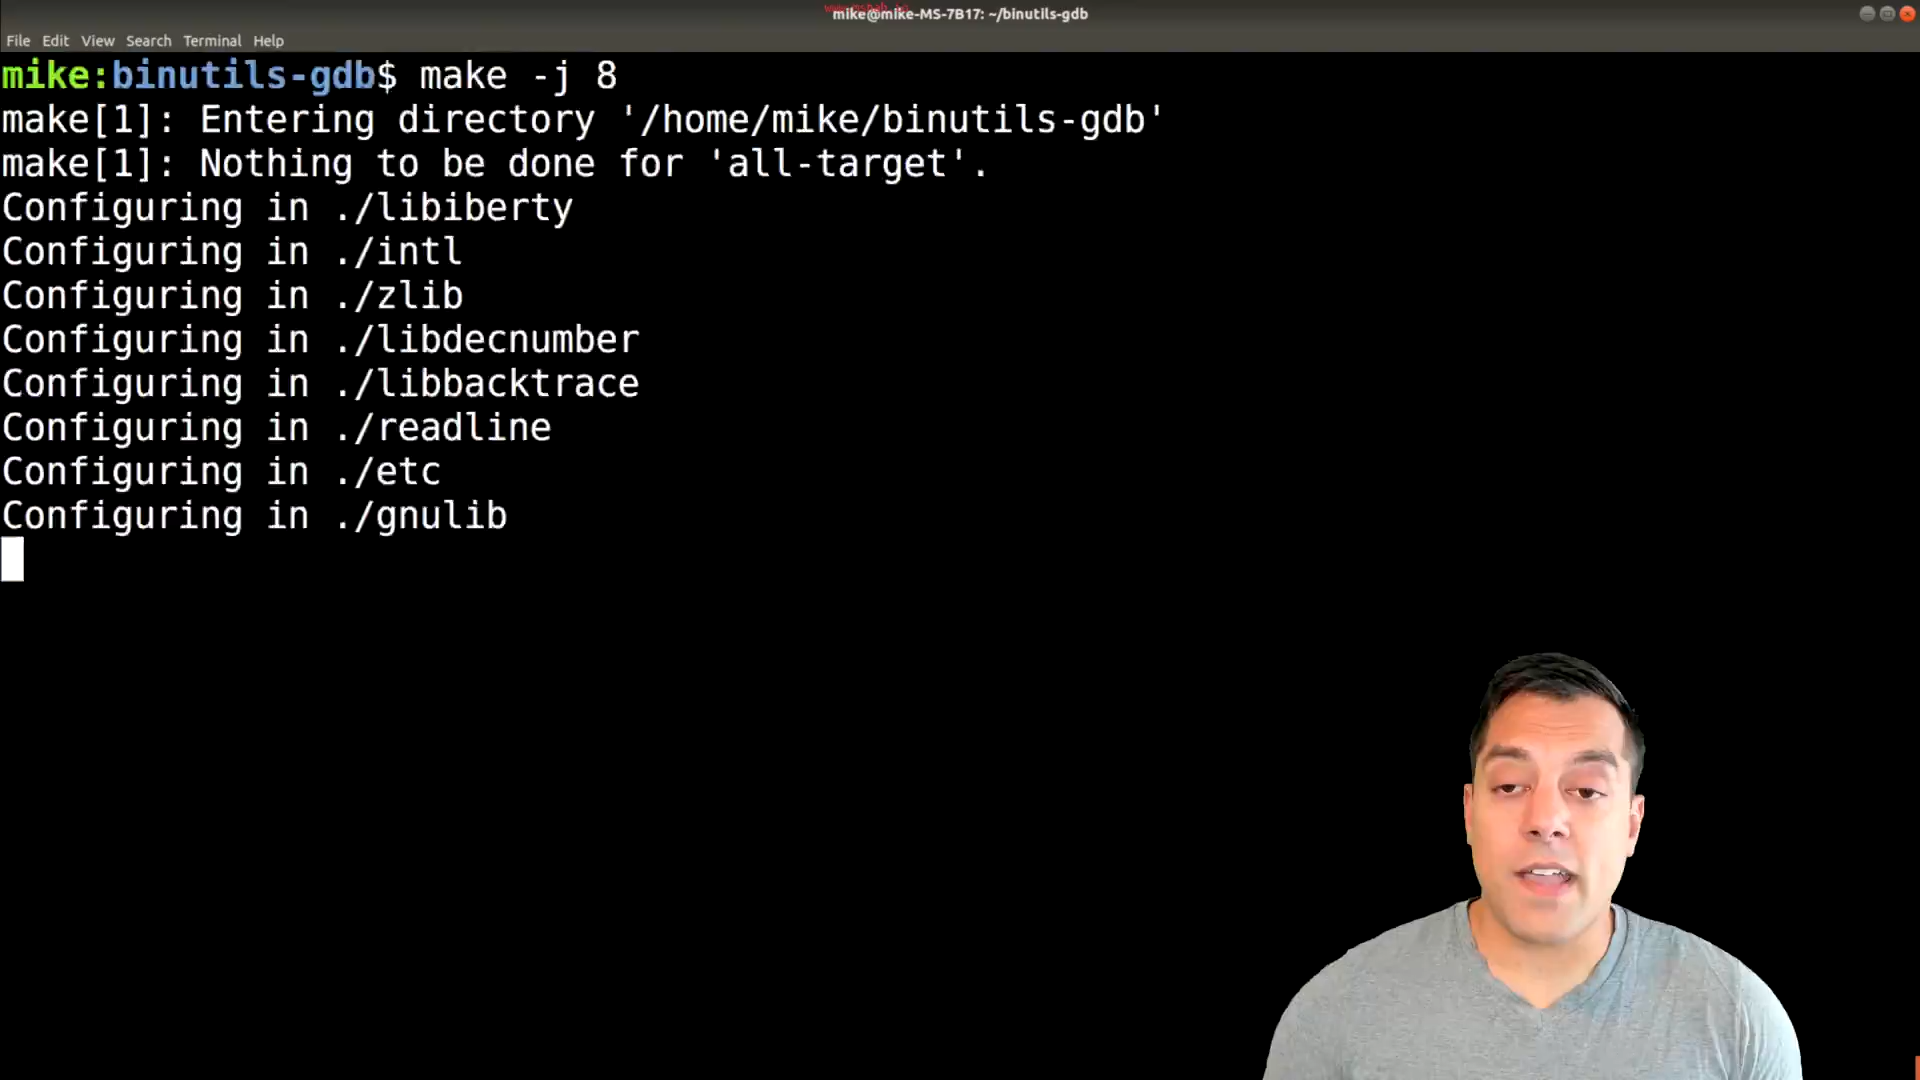 mike@mike-MS-7B17: ~/binutils-gdb
File Edit View Search Terminal Help
mike:binutils-gdb$ make -j 8
make[1]: Entering directory '/home/mike/binutils-gdb'
make[1]: Nothing to be done for 'all-target'.
Configuring in ./libiberty
Configuring in ./intl
Configuring in ./zlib
Configuring in ./libdecnumber
Configuring in ./libbacktrace
Configuring in ./readline
Configuring in ./etc
Configuring in ./gnulib